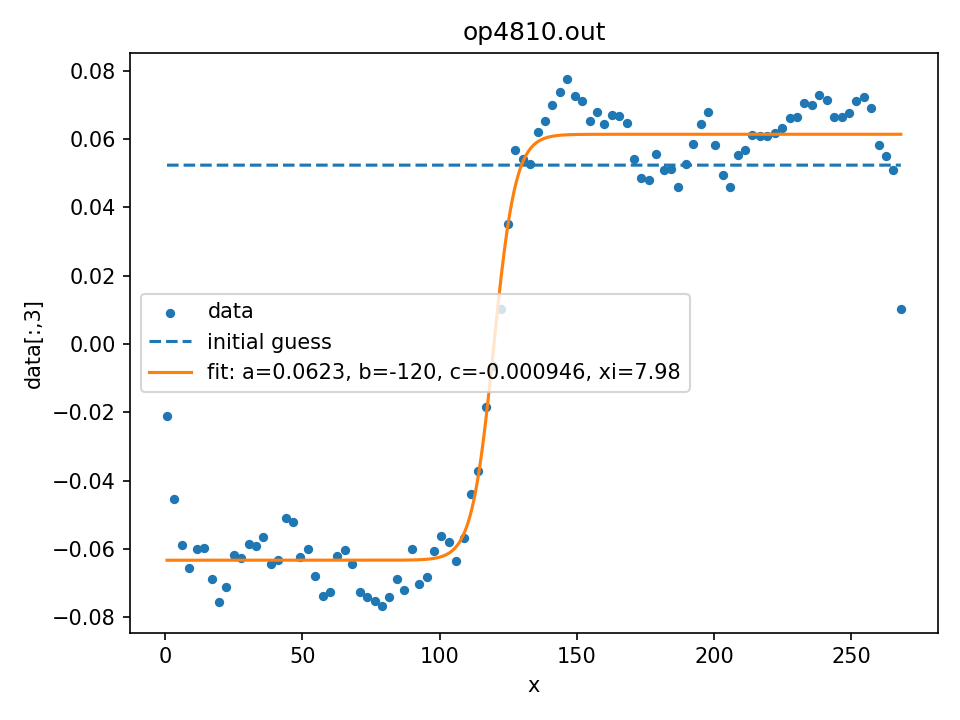 op4810.out
0.08
0.06
0.04
0.02
0.00
−0.02
−0.04
−0.06
−0.08
data[:,3]
data
initial guess
fit: a=0.0623, b=-120, c=-0.000946, xi=7.98
0 50 100 150 200 250
x